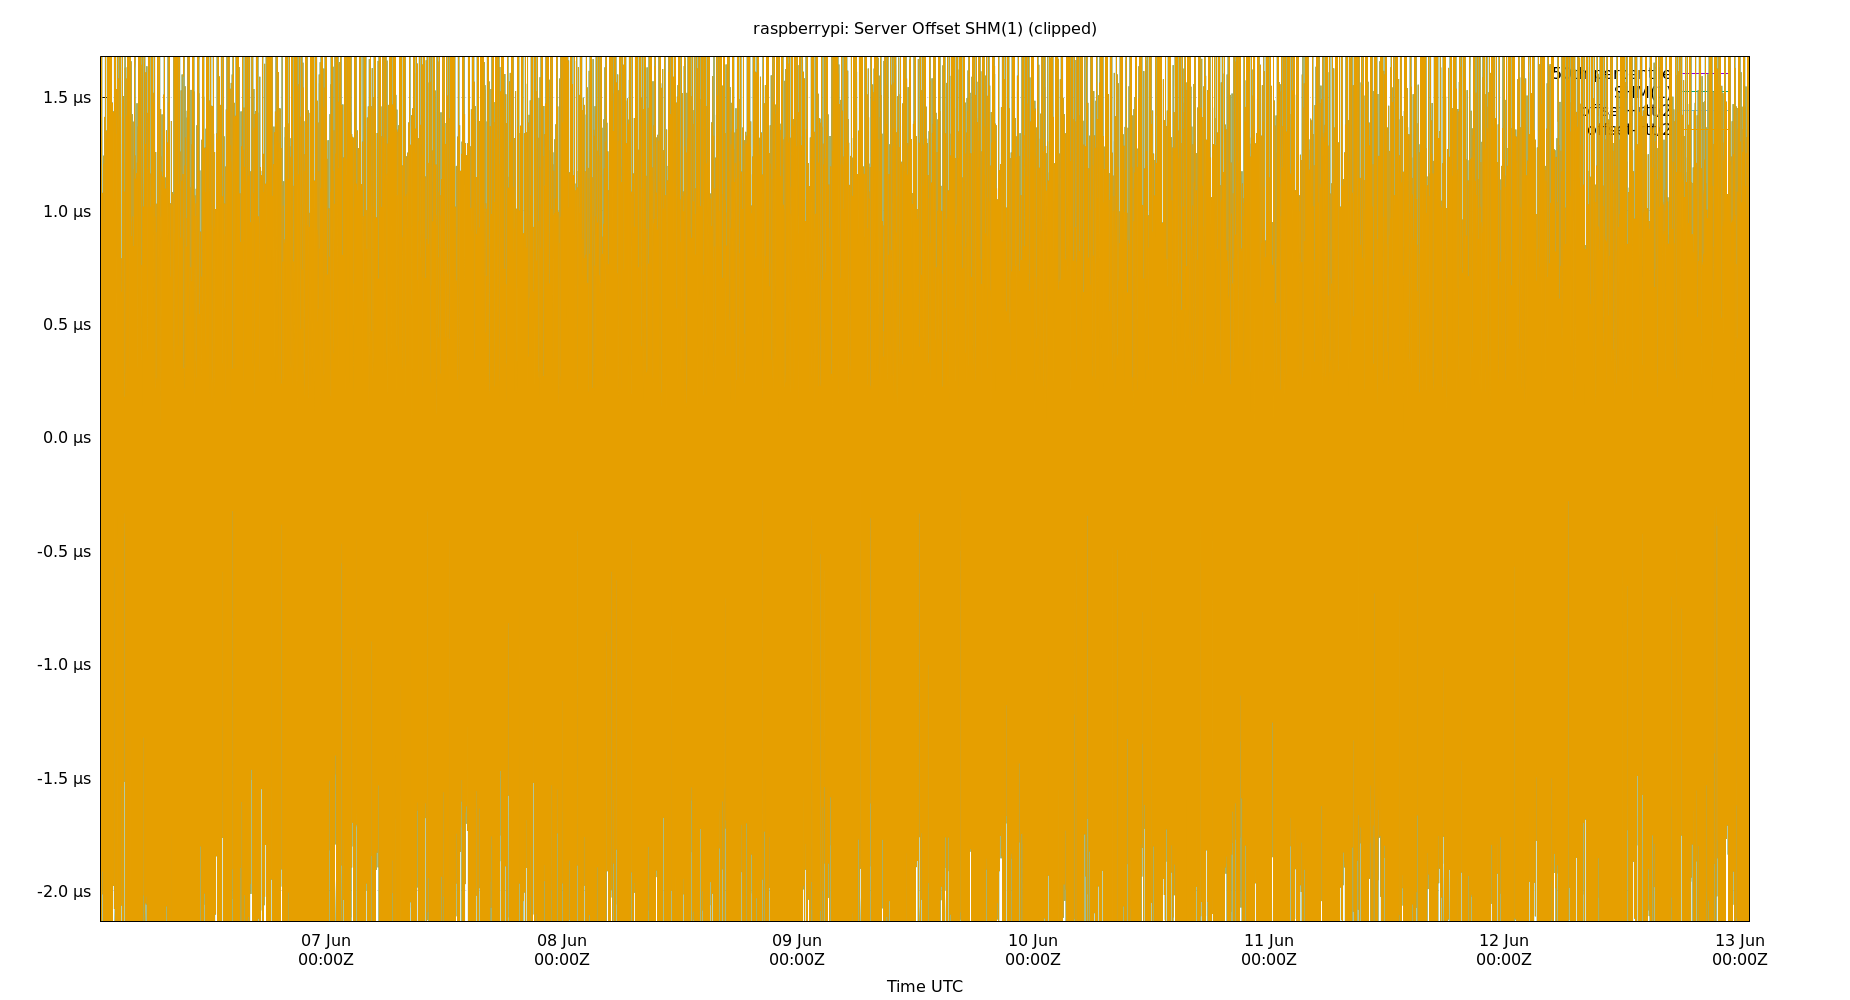 raspberrypi: Server Offset SHM(1) (clipped)
1.5 µs
1.0 µs
0.5 µs
0.0 µs
-0.5 µs
-1.0 µs
-1.5 µs
-2.0 µs
07 Jun 08 Jun 09 Jun 10 Jun 11 Jun 12 Jun 13 Jun
00:00Z 00:00Z 00:00Z 00:00Z 00:00Z 00:00Z 00:00Z
Time UTC